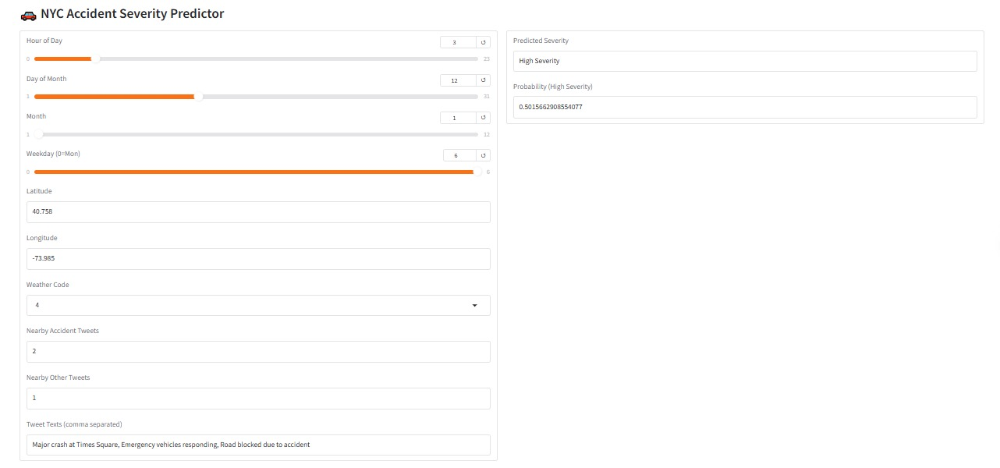 NYC Accident Severity Predictor
Hour of Day
3 ↺
0 23
Day of Month
12 ↺
1 31
Month
1 ↺
1 12
Weekday (0=Mon)
6 ↺
0 6
Latitude
40.758
Longitude
-73.985
Weather Code
4
Nearby Accident Tweets
2
Nearby Other Tweets
1
Tweet Texts (comma separated)
Major crash at Times Square, Emergency vehicles responding, Road blocked due to accident
Predicted Severity
High Severity
Probability (High Severity)
0.5015662908554077